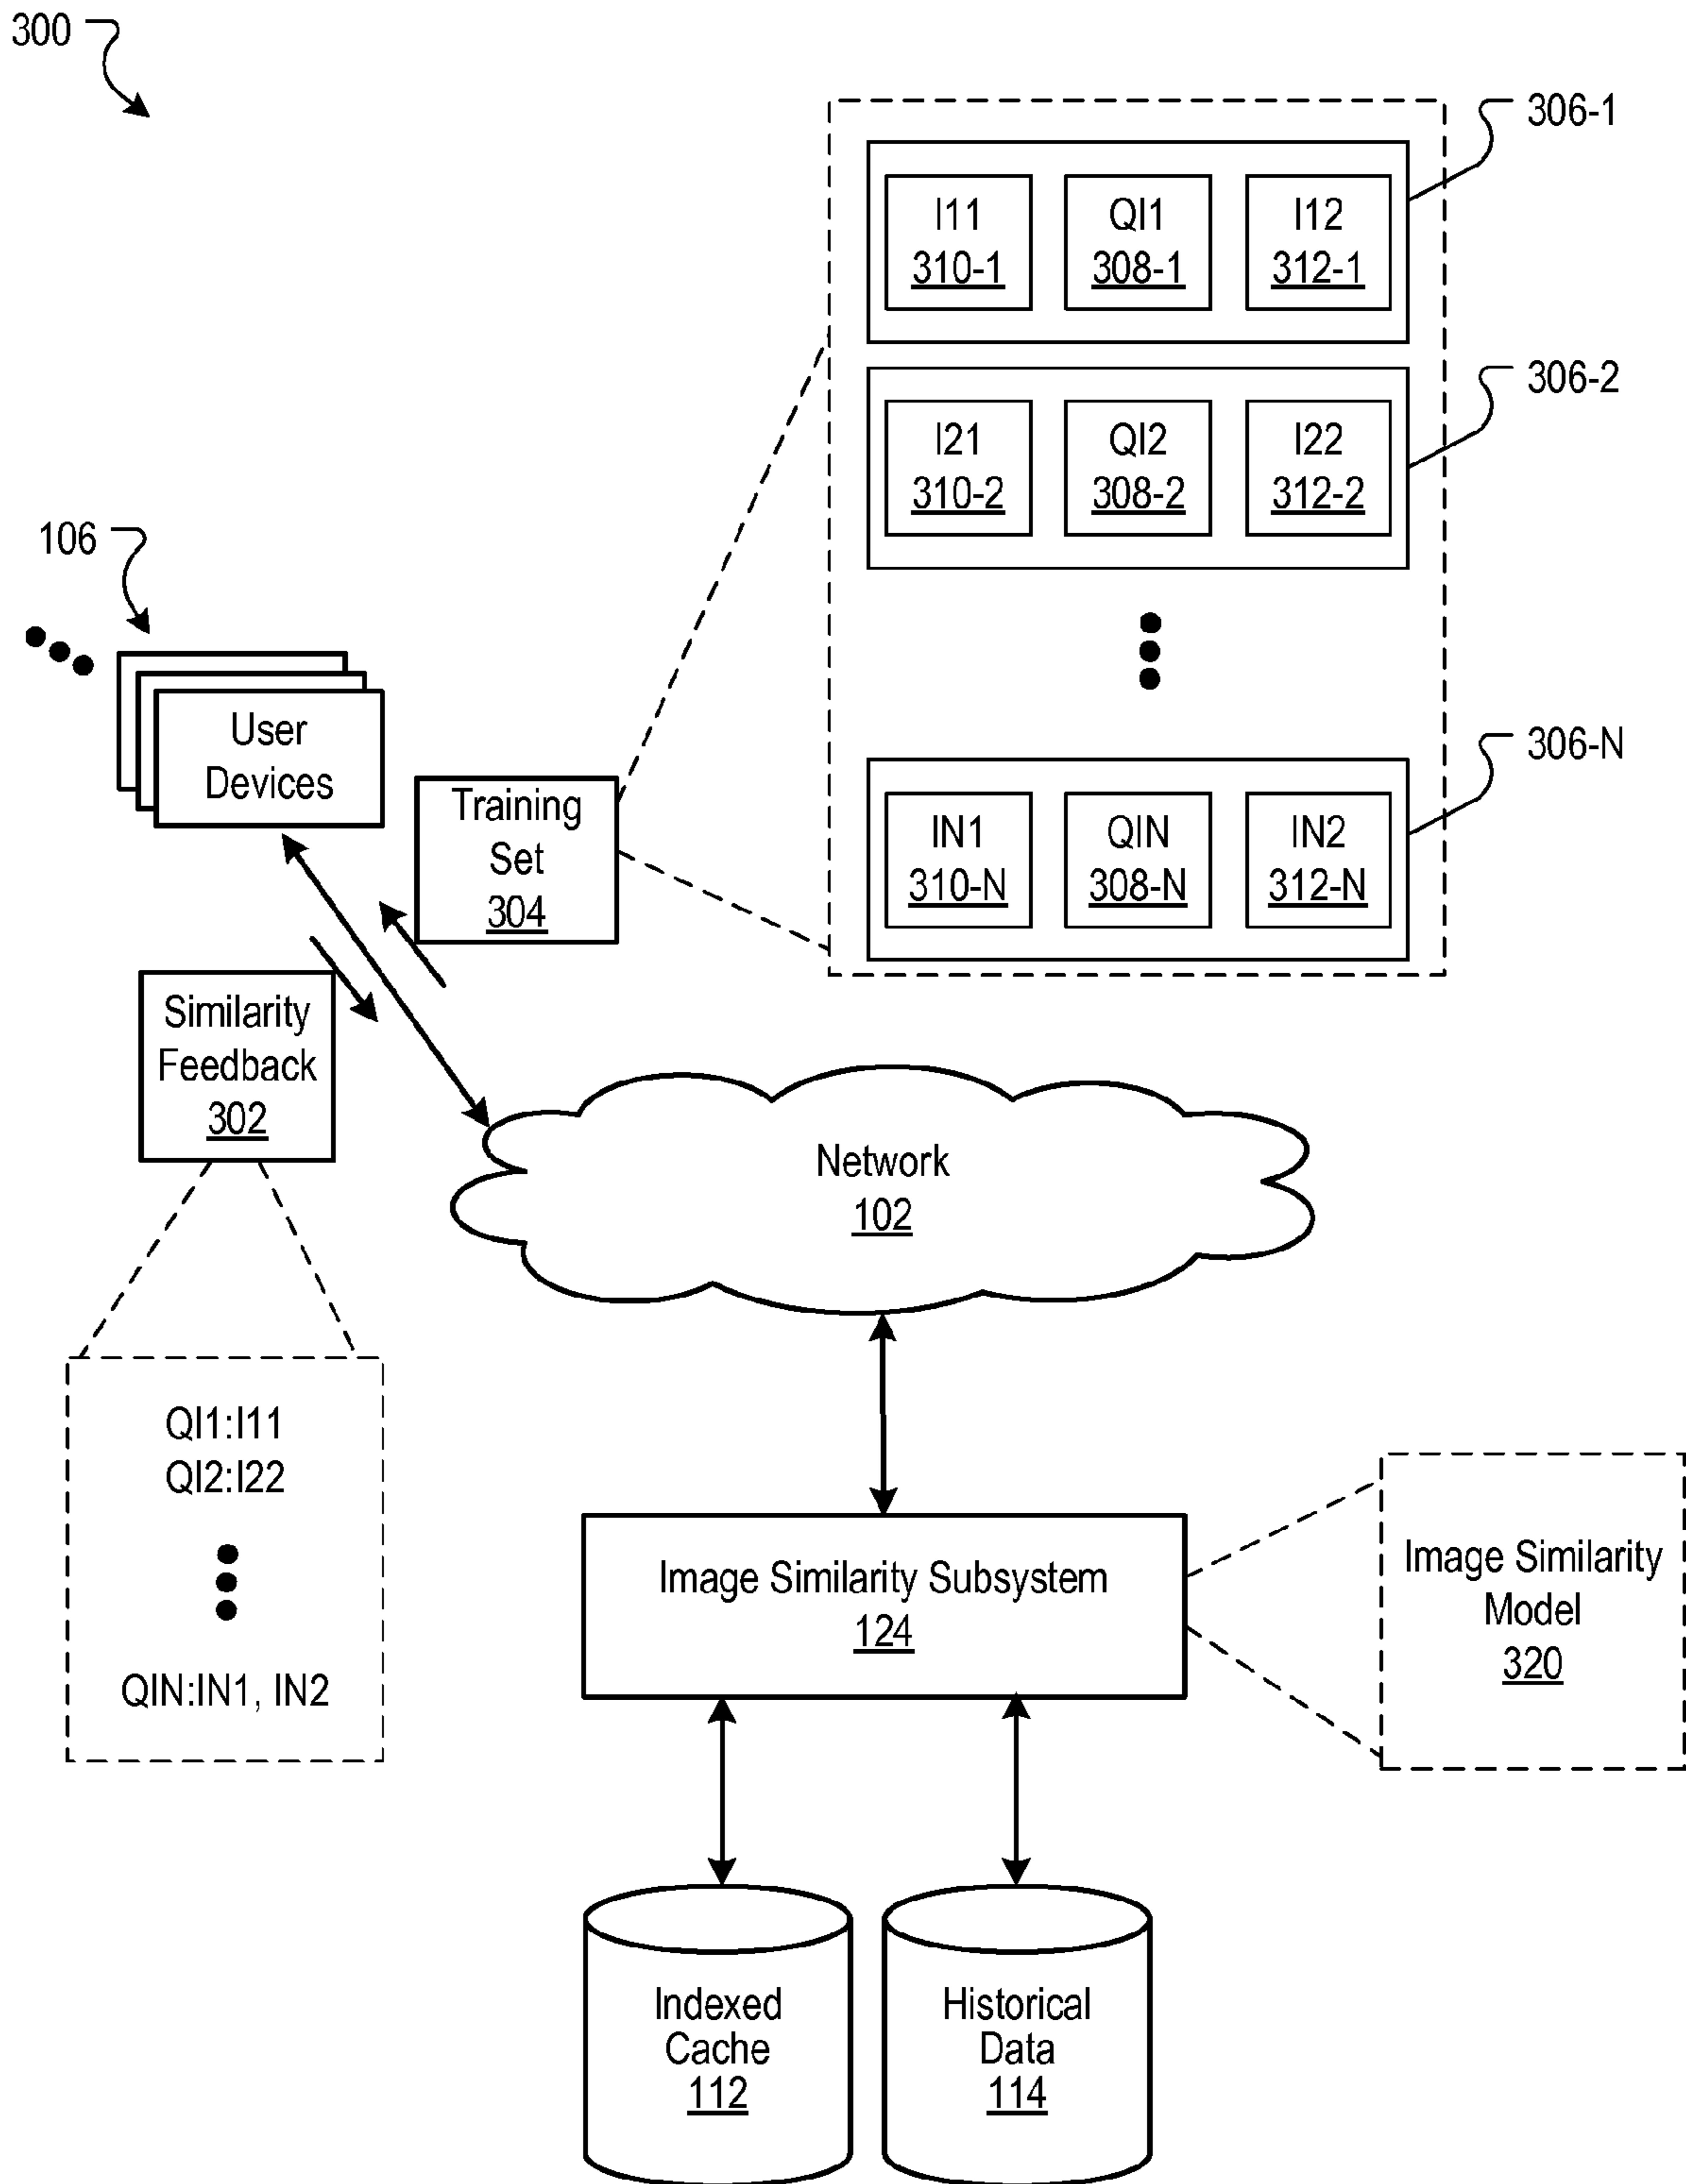 300
306-1
I11 QI1 I12
310-1 308-1 312-1
306-2
I21 QI2 I22
310-2 308-2 312-2
106
User
Devices
306-N
IN1 QIN IN2
310-N 308-N 312-N
Training
Set
304
Similarity
Feedback
302
Network
102
QI1:I11
QI2:I22
QIN:IN1, IN2
Image Similarity Subsystem
124
Image Similarity
Model
320
Indexed
Cache
112
Historical
Data
114